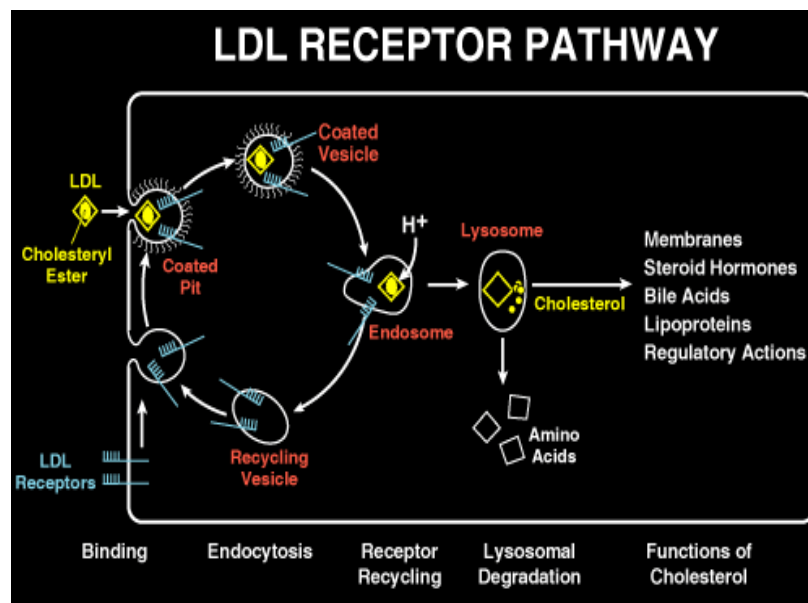 LDL RECEPTOR PATHWAY
Coated
Vesicle
LDL
Cholesteryl
Ester
Coated
Pit
H+
Lysosome
Endosome
Cholesterol
Membranes
Steroid Hormones
Bile Acids
Lipoproteins
Regulatory Actions
Recycling
Vesicle
Amino
Acids
LDL
Receptors
Binding
Endocytosis
Receptor
Recycling
Lysosomal
Degradation
Functions of
Cholesterol